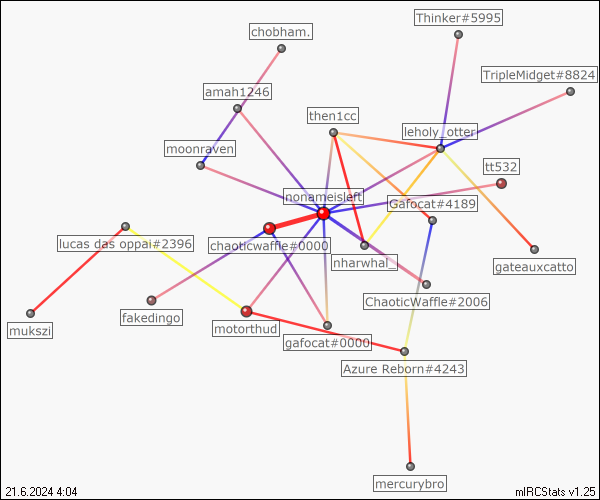 Thinker#5995
chobham.
TripleMidget#8824
amah1246
then1cc
leholy_otter
moonraven
tt532
nonameisleft
Gafocat#4189
lucas das oppai#2396
chaoticwaffle#0000
nharwhal_
gateauxcatto
ChaoticWaffle#2006
fakedingo
mukszi
motorthud
gafocat#0000
Azure Reborn#4243
mercurybro
21.6.2024 4:04
mIRCStats v1.25